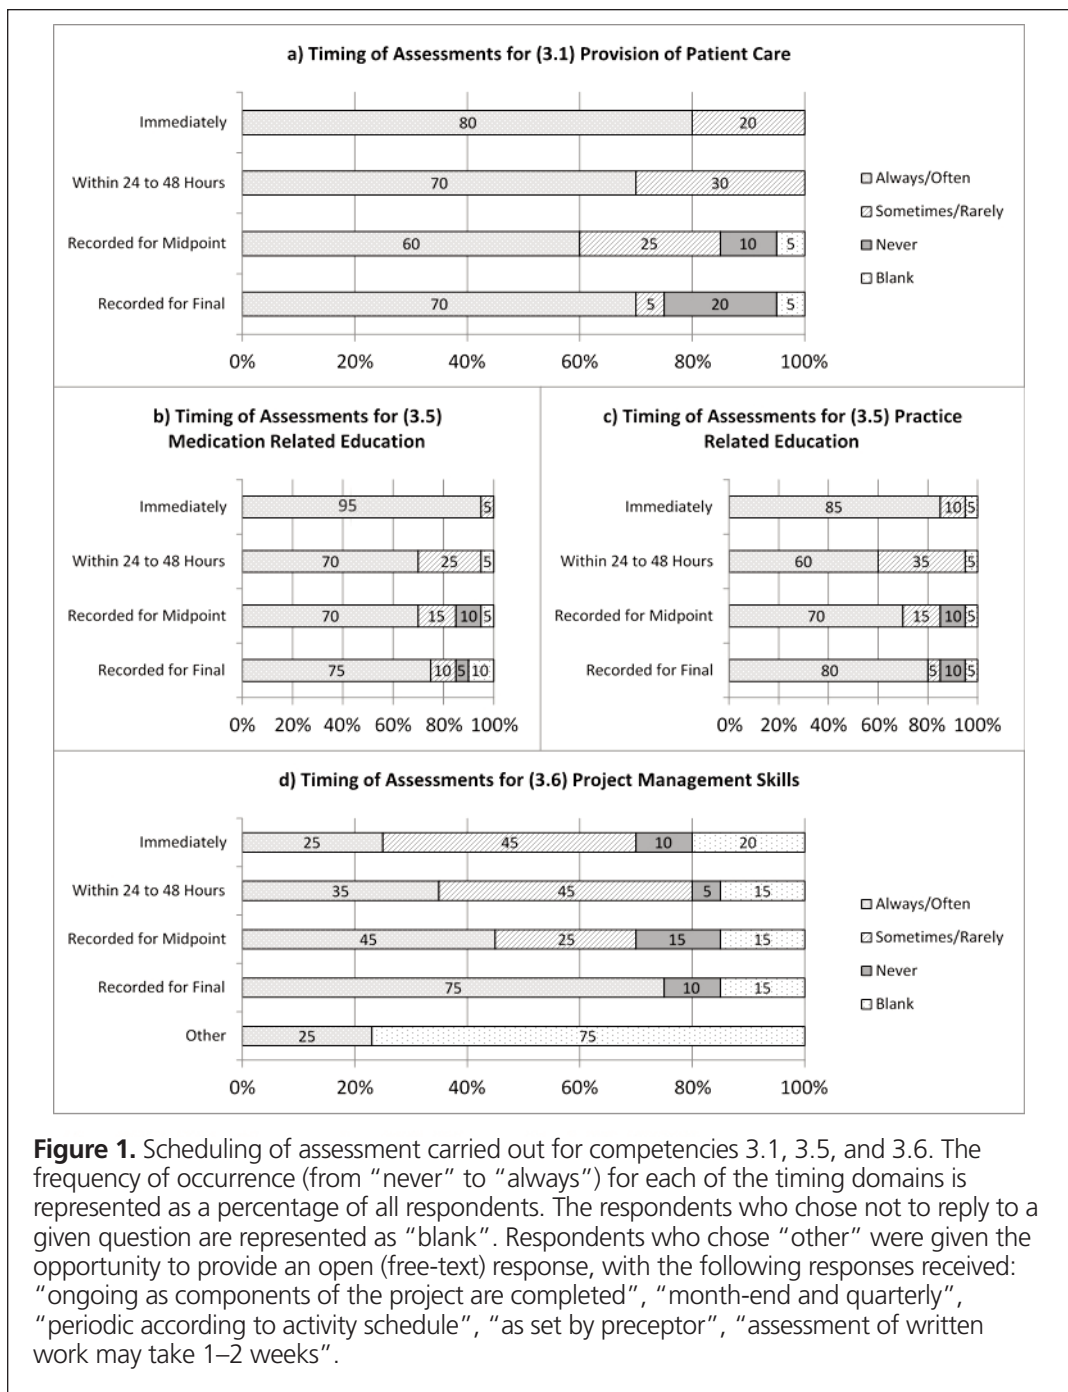 a) Timing of Assessments for (3.1) Provision of Patient Care
Immediately 80 20
Within 24 to 48 Hours 70 30
Recorded for Midpoint 60 25 10 5
Recorded for Final 70 5 20 5
0% 20% 40% 60% 80% 100%
Always/Often
Sometimes/Rarely
Never
Blank
b) Timing of Assessments for (3.5)
Medication Related Education
Immediately 95 5
Within 24 to 48 Hours 70 25 5
Recorded for Midpoint 70 15 10 5
Recorded for Final 75 10 5 10
0% 20% 40% 60% 80% 100%
c) Timing of Assessments for (3.5) Practice
Related Education
Immediately 85 10 5
Within 24 to 48 Hours 60 35 5
Recorded for Midpoint 70 15 10 5
Recorded for Final 80 5 10 5
0% 20% 40% 60% 80% 100%
d) Timing of Assessments for (3.6) Project Management Skills
Immediately 25 45 10 20
Within 24 to 48 Hours 35 45 5 15
Recorded for Midpoint 45 25 15 15
Recorded for Final 75 10 15
Other 25 75
0% 20% 40% 60% 80% 100%
Always/Often
Sometimes/Rarely
Never
Blank
Figure 1. Scheduling of assessment carried out for competencies 3.1, 3.5, and 3.6. The
frequency of occurrence (from “never” to “always”) for each of the timing domains is
represented as a percentage of all respondents. The respondents who chose not to reply to a
given question are represented as “blank”. Respondents who chose “other” were given the
opportunity to provide an open (free-text) response, with the following responses received:
“ongoing as components of the project are completed”, “month-end and quarterly”,
“periodic according to activity schedule”, “as set by preceptor”, “assessment of written
work may take 1–2 weeks”.